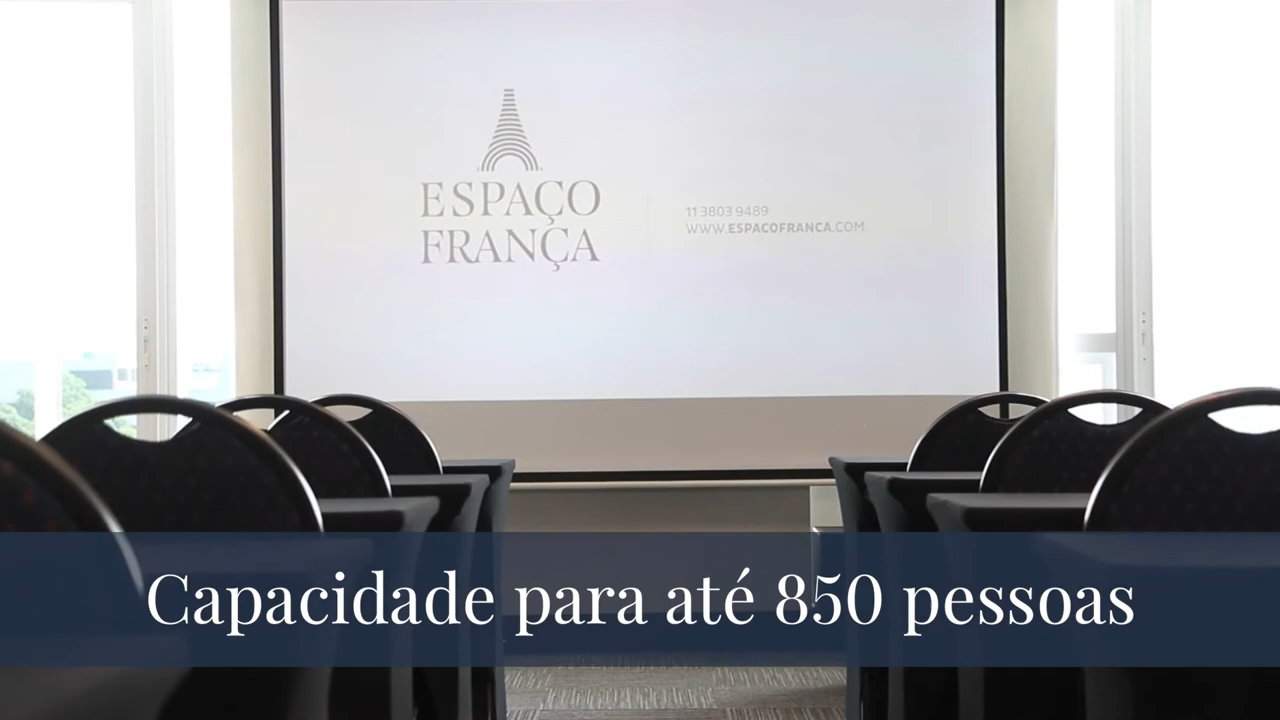 ESPAÇO
FRANÇA
11 3803 9489
WWW.ESPACOFRANCA.COM
Capacidade para até 850 pessoas